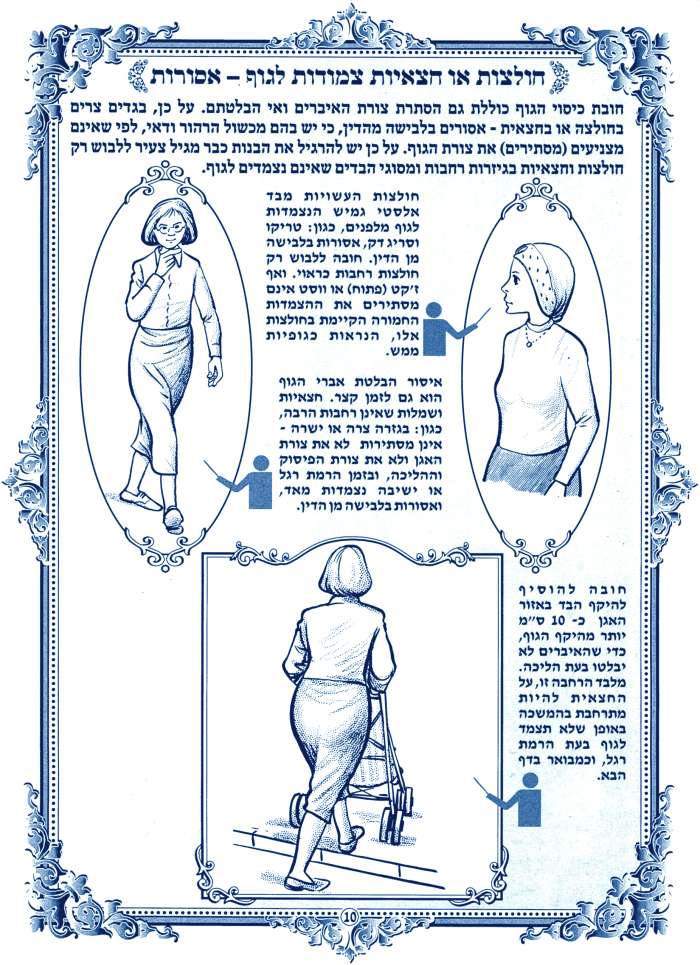 חולצות או חצאיות צמודות לגוף – אסורות
חובת כיסוי הגוף כוללת גם הסתרת צורת האיברים ואי הבלטתם. על כן, בגדים צרים
בחולצה או בחצאית - אסורים בלבישה מהדין, כי יש בהם מכשול הרהור ודאי, לפי שאינם
מצניעים (מסתירים) את צורת הגוף. על כן יש להרגיל את הבנות כבר מגיל צעיר ללבוש רק
חולצות וחצאיות בגיזרות רחבות ומסוגי הבדים שאינם נצמדים לגוף.
חולצות העשויות מבד
אלסטי גמיש הנצמדות
לגוף מלפנים, כגון: טריקו
וסריג דק, אסורות בלבישה
מן הדין. חובה ללבוש רק
חולצות רחבות כראוי. ואף
ז'קט (פתוח) או ווסט אינם
מסתירים את ההצמדות
החמורה הקיימת בחולצות
אלו, הנראות כגופיות
ממש.
איסור הבלטת אברי הגוף
הוא גם לזמן קצר. חצאיות
ושמלות שאינן רחבות הרבה,
כגון: בגזרה צרה או ישרה -
אינן מסתירות לא את צורת
האגן ולא את צורת הפיסוק
וההליכה, ובזמן הרמת רגל
או ישיבה נצמדות מאד,
ואסורות בלבישה מן הדין.
חובה להוסיף
להיקף הבד באזור
האגן כ- 10 ס״מ
יותר מהיקף הגוף,
כדי שהאיברים לא
יבלטו בעת הליכה.
מלבד הרחבה זו, על
החצאית להיות
מתרחבת בהמשכה
באופן שלא תצמד
לגוף בעת הרמת
רגל, וכמבואר בדף
הבא.
10